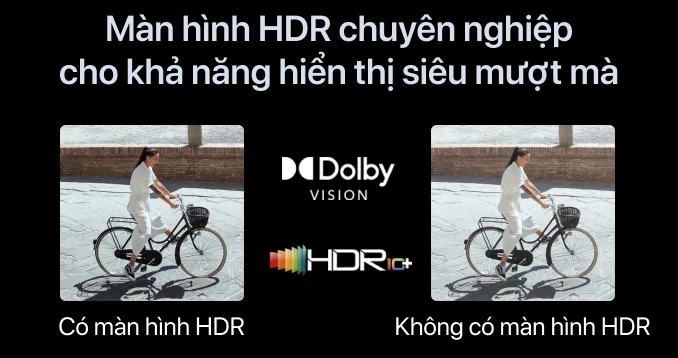 Màn hình HDR chuyên nghiệp
cho khả năng hiển thị siêu mượt mà
Dolby
VISION
HDR10+
Có màn hình HDR
Không có màn hình HDR